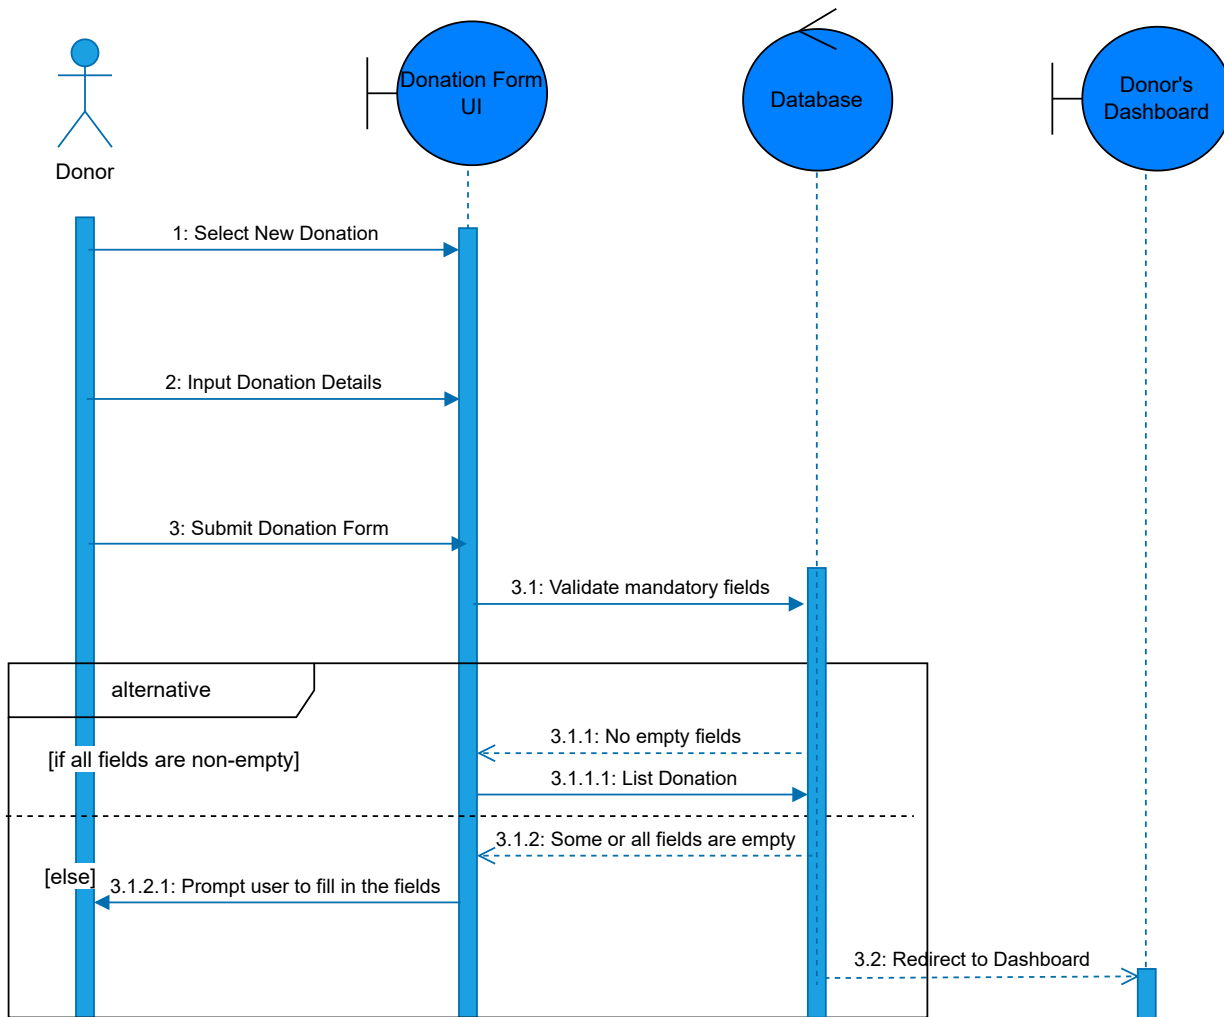 Donation Form
UI
Database
Donor's
Dashboard
Donor
1: Select New Donation
2: Input Donation Details
3: Submit Donation Form
3.1: Validate mandatory fields
alternative
3.1.1: No empty fields
[if all fields are non-empty]
3.1.1.1: List Donation
3.1.2: Some or all fields are empty
[else]
3.1.2.1: Prompt user to fill in the fields
3.2: Redirect to Dashboard